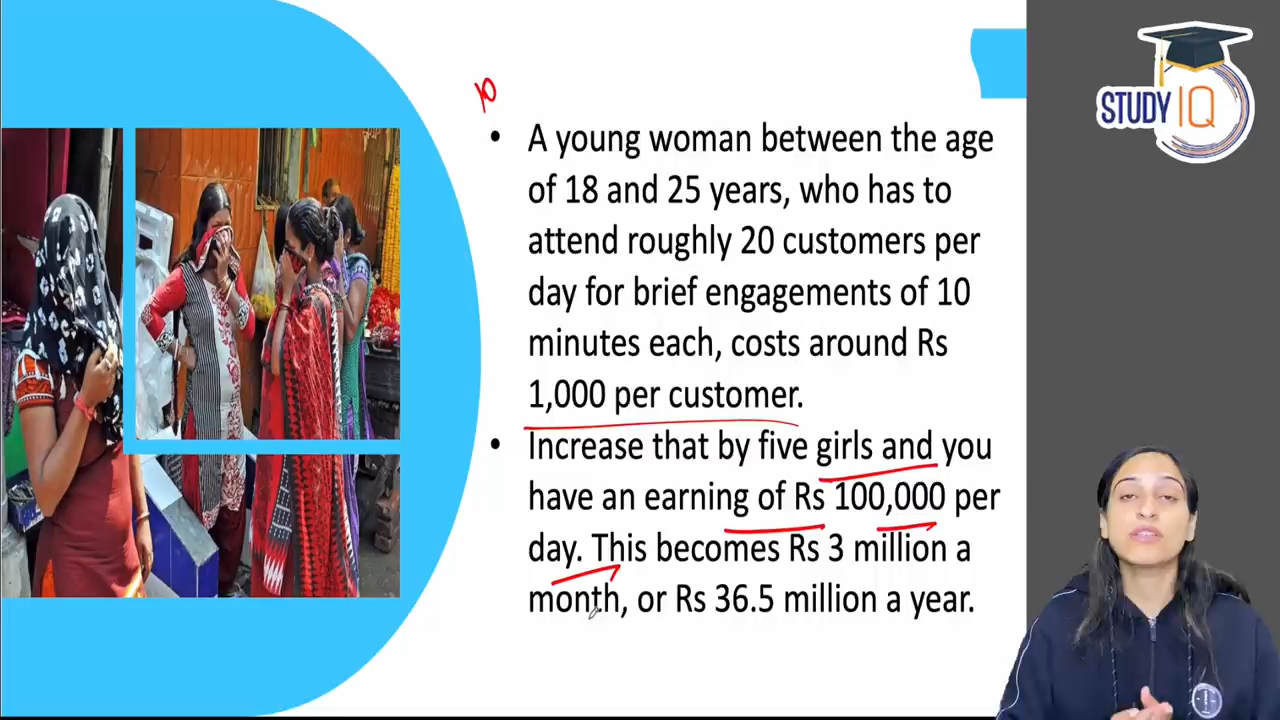 10
• A young woman between the age
of 18 and 25 years, who has to
attend roughly 20 customers per
day for brief engagements of 10
minutes each, costs around Rs
1,000 per customer.
• Increase that by five girls and you
have an earning of Rs 100,000 per
day. This becomes Rs 3 million a
month, or Rs 36.5 million a year.
STUDY IQ